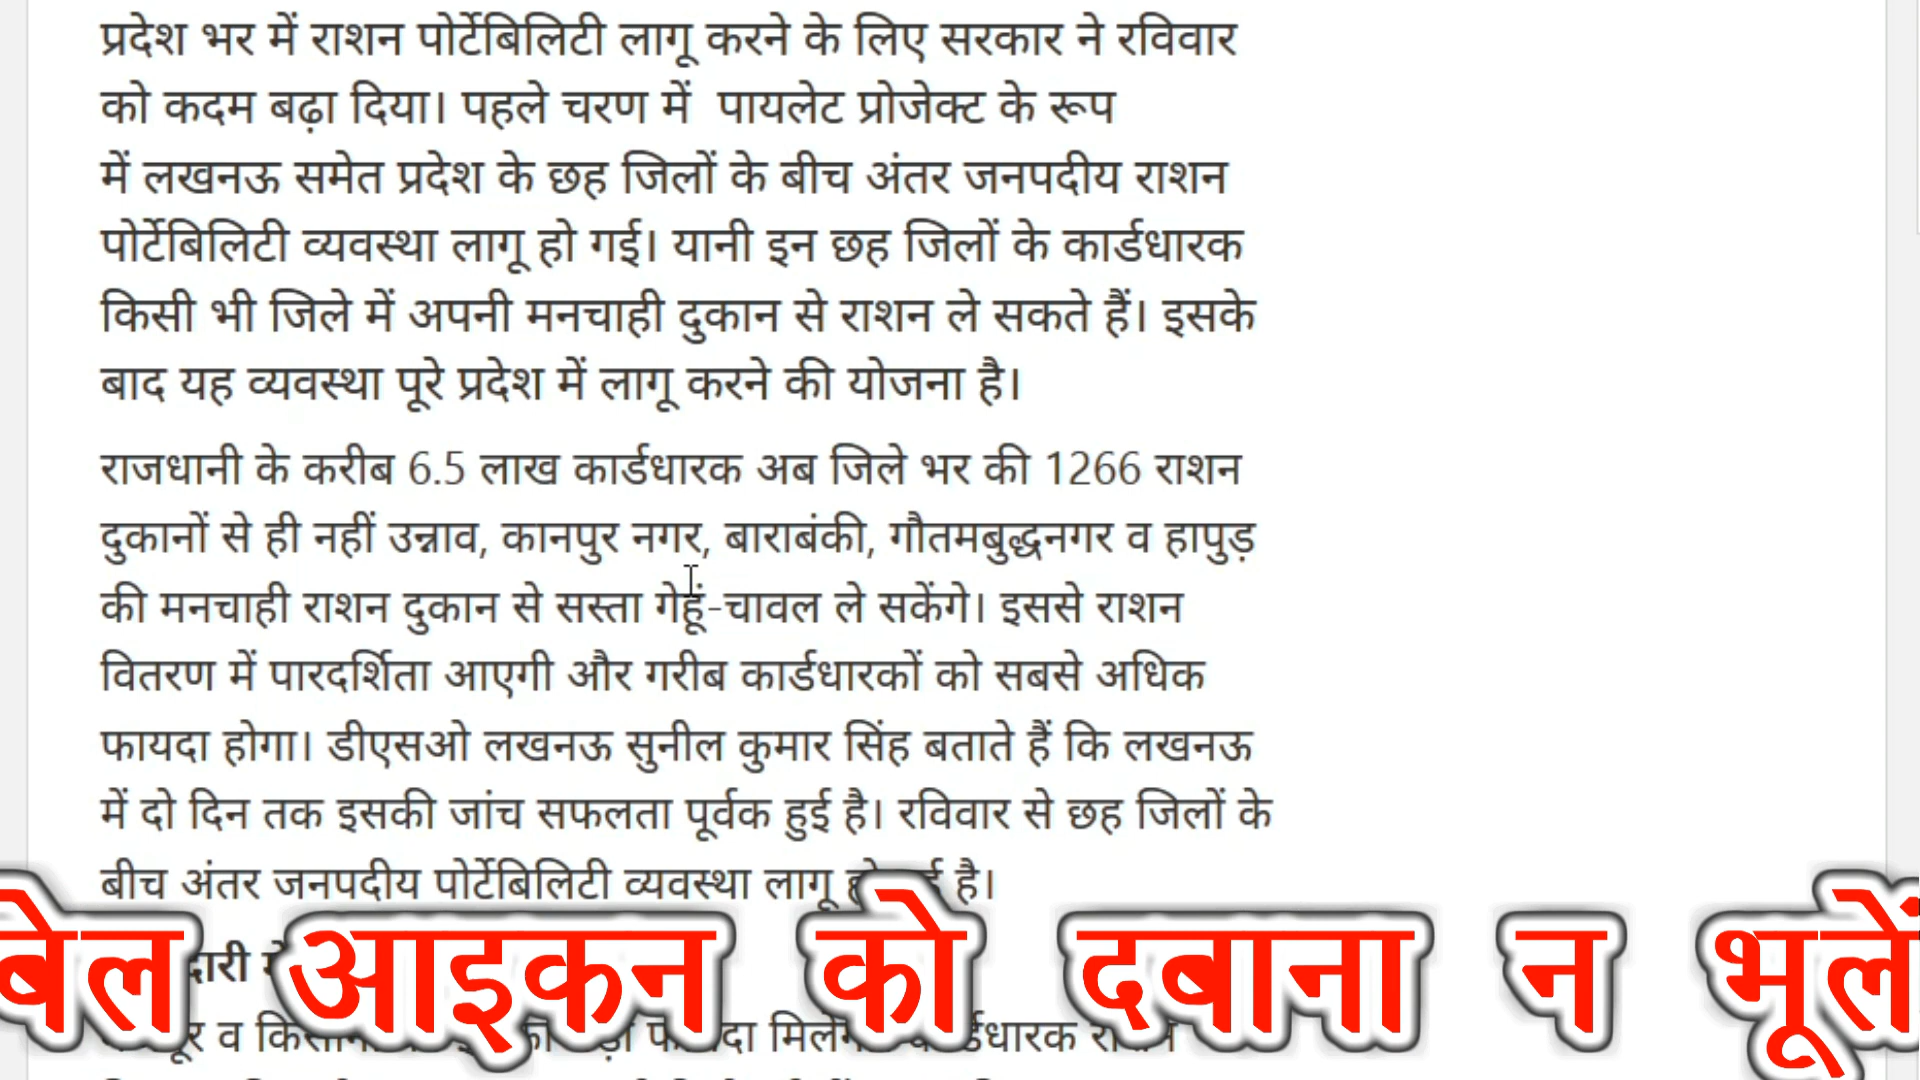 प्रदेश भर में राशन पोर्टेबिलिटी लागू करने के लिए सरकार ने रविवार
को कदम बढ़ा दिया। पहले चरण में पायलेट प्रोजेक्ट के रूप
में लखनऊ समेत प्रदेश के छह जिलों के बीच अंतर जनपदीय राशन
पोर्टेबिलिटी व्यवस्था लागू हो गई। यानी इन छह जिलों के कार्डधारक
किसी भी जिले में अपनी मनचाही दुकान से राशन ले सकते हैं। इसके
बाद यह व्यवस्था पूरे प्रदेश में लागू करने की योजना है।
राजधानी के करीब 6.5 लाख कार्डधारक अब जिले भर की 1266 राशन
दुकानों से ही नहीं उन्नाव, कानपुर नगर, बाराबंकी, गौतमबुद्धनगर व हापुड़
की मनचाही राशन दुकान से सस्ता गेहूं-चावल ले सकेंगे। इससे राशन
वितरण में पारदर्शिता आएगी और गरीब कार्डधारकों को सबसे अधिक
फायदा होगा। डीएसओ लखनऊ सुनील कुमार सिंह बताते हैं कि लखनऊ
में दो दिन तक इसकी जांच सफलता पूर्वक हुई है। रविवार से छह जिलों के
बीच अंतर जनपदीय पोर्टेबिलिटी व्यवस्था लागू है।
बेल आइकन को दबाना न भूलें
व